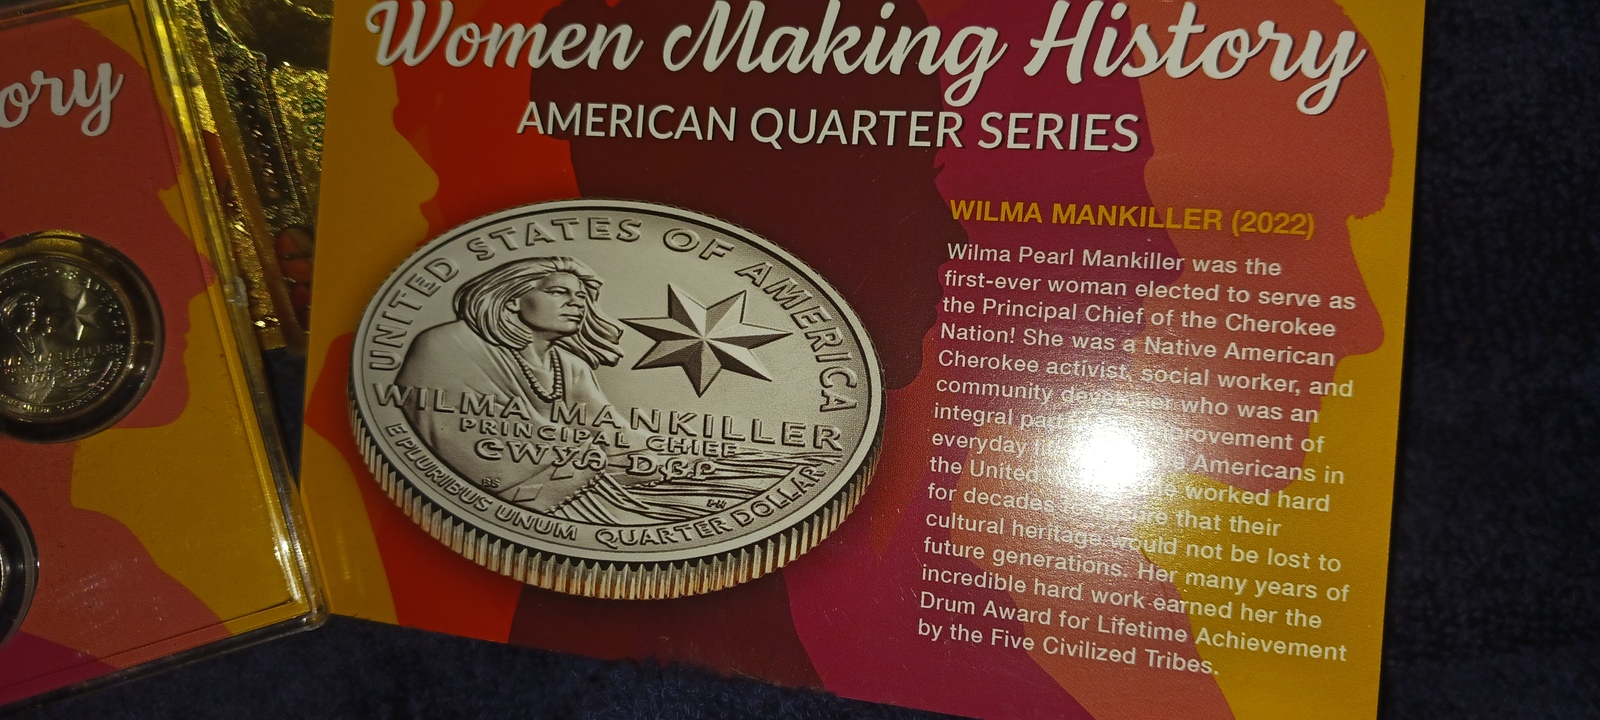 ory
Women Making History
AMERICAN QUARTER SERIES
UNITED STATES OF AMERICA
WILMA MANKILLER
PRINCIPAL CHIEF
ᏣᎳᎩᎯ ᎠᏰᎵ
BS
E PLURIBUS UNUM
QUARTER DOLLAR
WILMA MANKILLER (2022)
Wilma Pearl Mankiller was the
first-ever woman elected to serve as
the Principal Chief of the Cherokee
Nation! She was a Native American
Cherokee activist, social worker, and
community who was an
integral
everyday Americans in
the United worked hard
for decades that their
cultural heritage would not be lost to
future generations. Her many years of
incredible hard work earned her the
Drum Award for Lifetime Achievement
by the Five Civilized Tribes.